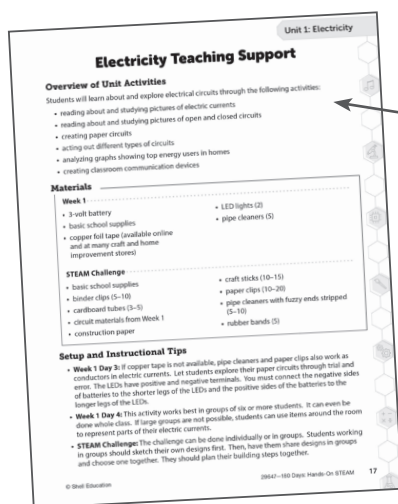 Unit 1: Electricity
Electricity Teaching Support
Overview of Unit Activities
Students will learn about and explore electrical circuits through the following activities:
• reading about and studying pictures of electric currents
• reading about and studying pictures of open and closed circuits
• creating paper circuits
• acting out different types of circuits
• analyzing graphs showing top energy users in homes
• creating classroom communication devices
Materials
Week 1
• 3-volt battery
• basic school supplies
• copper foil tape (available online
and at many craft and home
improvement stores)
• LED lights (2)
• pipe cleaners (5)
STEAM Challenge
• basic school supplies
• binder clips (5–10)
• cardboard tubes (3–5)
• circuit materials from Week 1
• construction paper
• craft sticks (10–15)
• paper clips (10–20)
• pipe cleaners with fuzzy ends stripped
(5–10)
• rubber bands (5)
Setup and Instructional Tips
• Week 1 Day 3: If copper tape is not available, pipe cleaners and paper clips also work as
conductors in electric currents. Let students explore their paper circuits through trial and
error. The LEDs have positive and negative terminals. You must connect the negative sides
of batteries to the shorter legs of the LEDs and the positive sides of the batteries to the
longer legs of the LEDs.
• Week 1 Day 4: This activity works best in groups of six or more students. It can even be
done whole class. If large groups are not possible, students can use items around the room
to represent parts of their electric currents.
• STEAM Challenge: The challenge can be done individually or in groups. Students working
in groups should sketch their own designs first. Then, have them share designs in groups
and choose one together. They should plan their building steps together.
© Shell Education
29647—180 Days: Hands-On STEAM
17